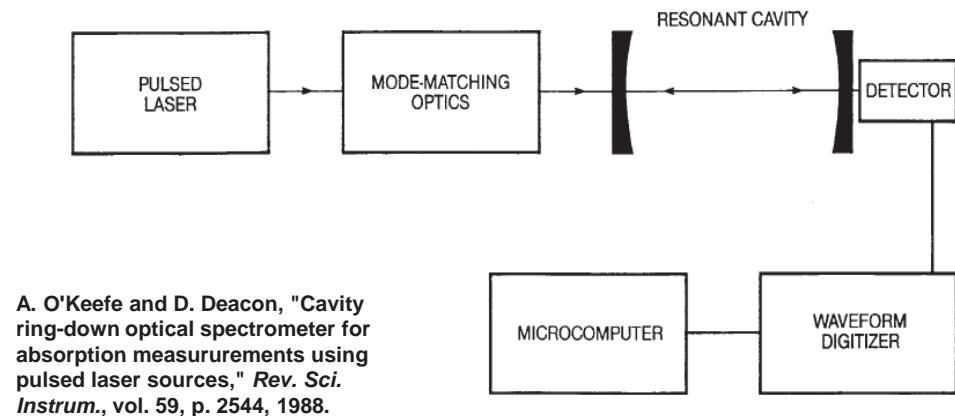 RESONANT CAVITY
PULSED
LASER
MODE-MATCHING
OPTICS
DETECTOR
A. O'Keefe and D. Deacon, "Cavity
ring-down optical spectrometer for
absorption measururements using
pulsed laser sources," Rev. Sci.
Instrum., vol. 59, p. 2544, 1988.
MICROCOMPUTER
WAVEFORM
DIGITIZER